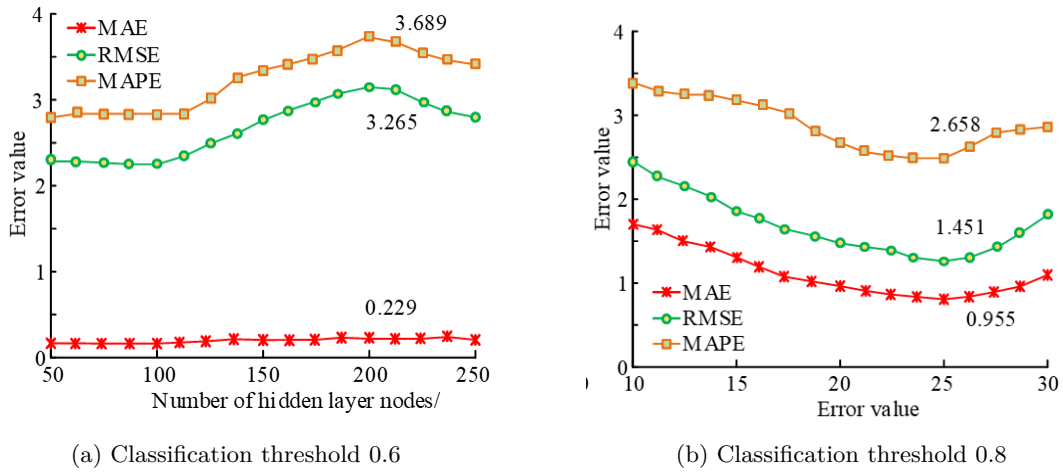 4
3
2
1
0
Error value
MAE
RMSE
MAPE
3.689
3.265
0.229
50 100 150 200 250
Number of hidden layer nodes/
(a) Classification threshold 0.6
4
3
2
1
0
Error value
2.658
1.451
0.955
MAE
RMSE
MAPE
10 15 20 25 30
Error value
(b) Classification threshold 0.8